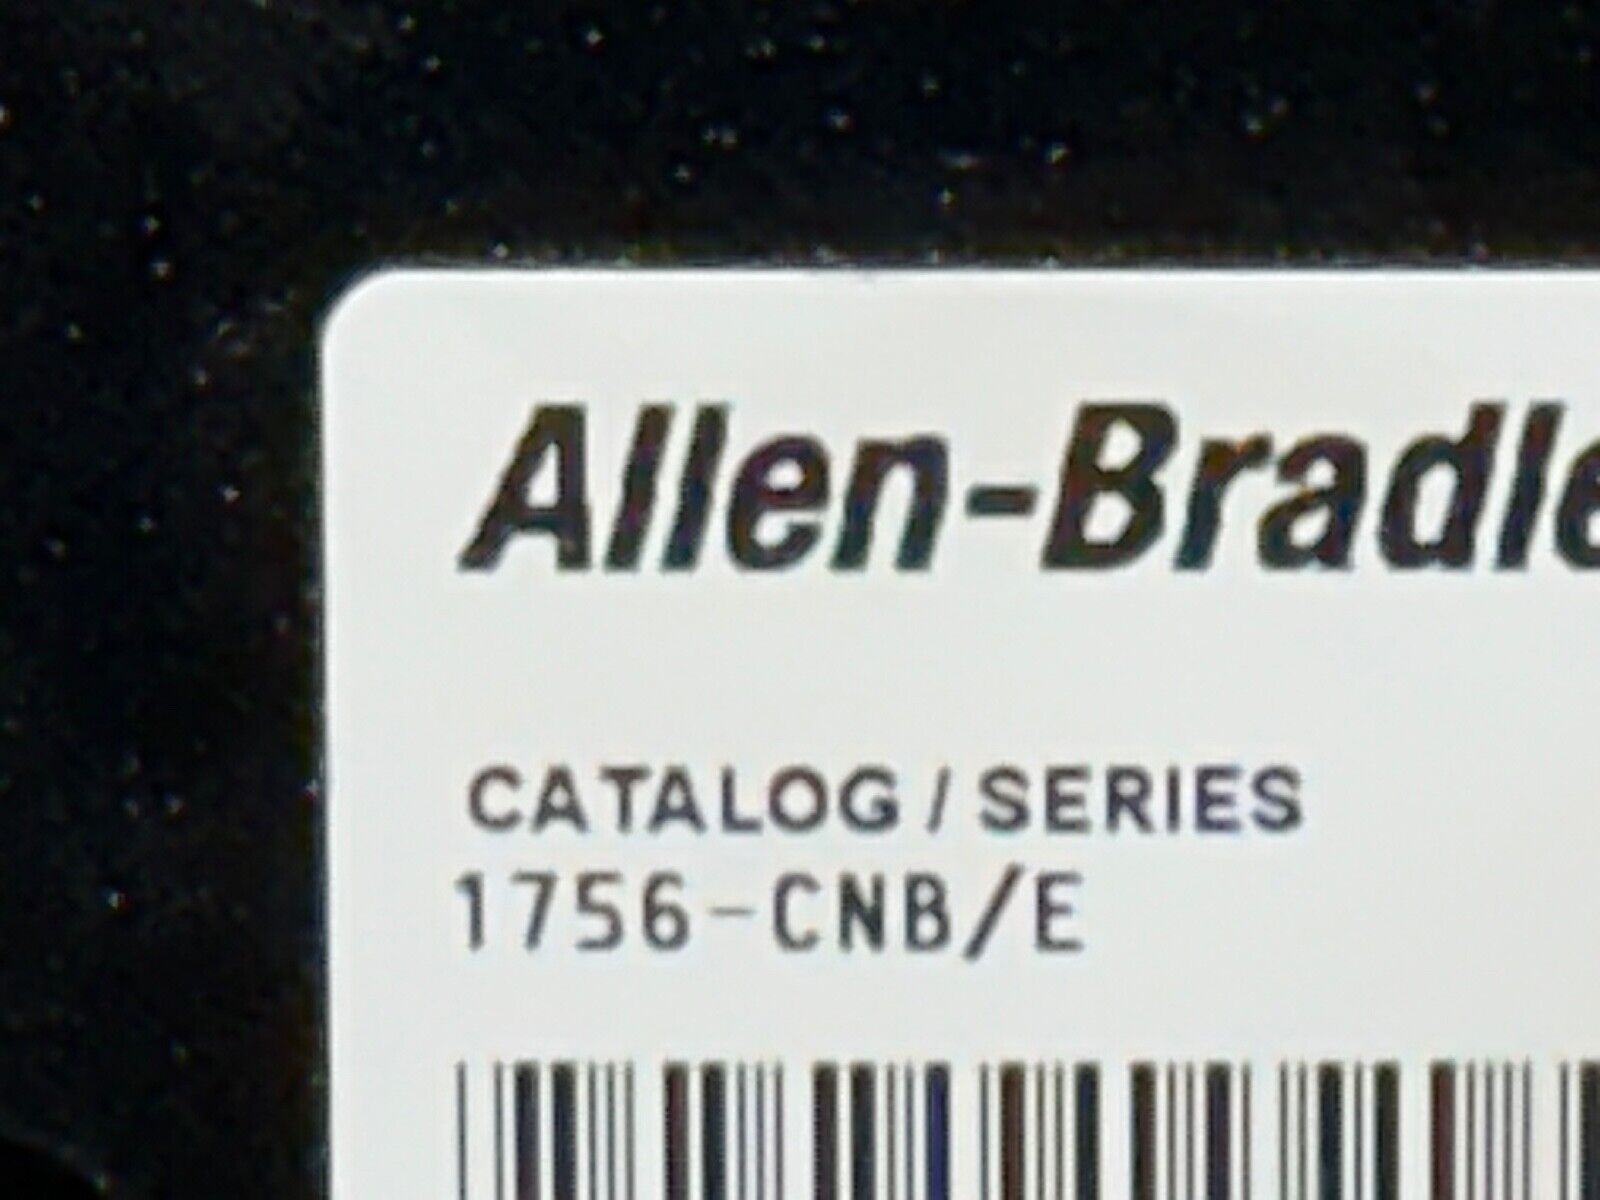 Allen-Bradle
CATALOG / SERIES
1756-CNB/E